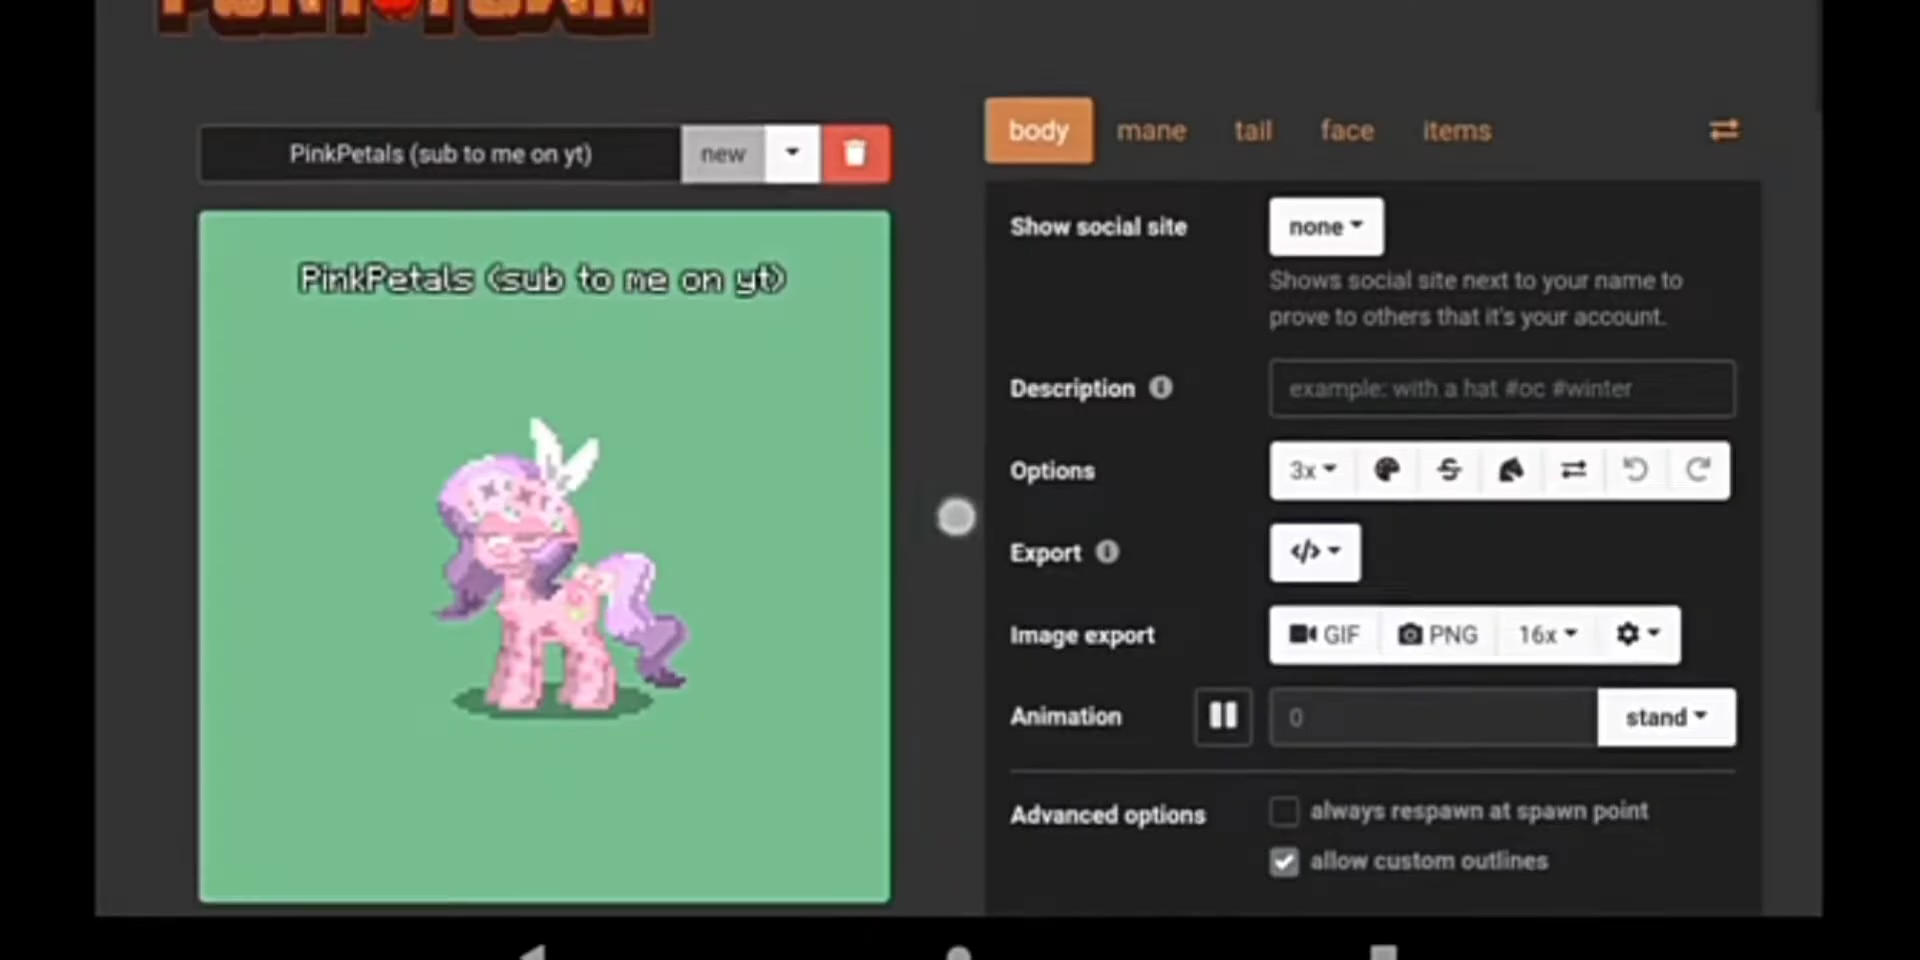 PONY TOWN
PinkPetals (sub to me on yt)
new
body
mane
tail
face
items
PinkPetals (sub to me on yt)
Show social site
none
Shows social site next to your name to
prove to others that it's your account.
Description
example: with a hat #oc #winter
Options
3x
Export
</>
Image export
GIF
PNG
16x
Animation
0
stand
Advanced options
always respawn at spawn point
allow custom outlines